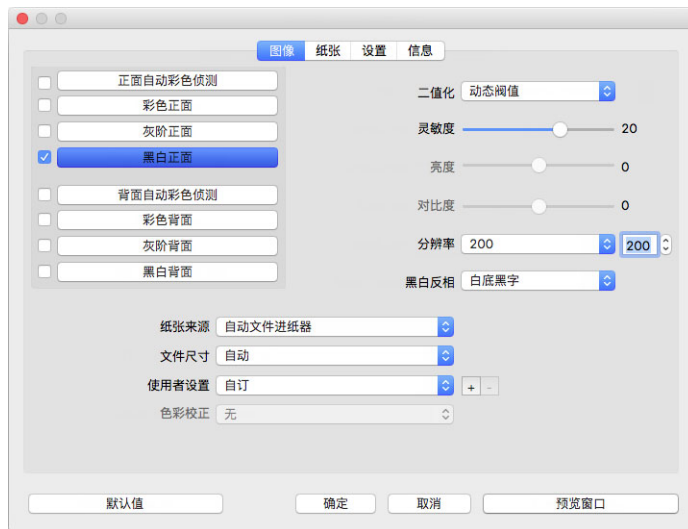 图像 纸张 设置 信息
正面自动彩色侦测
彩色正面
灰阶正面
黑白正面
背面自动彩色侦测
彩色背面
灰阶背面
黑白背面
二值化 动态阀值
灵敏度 20
亮度 0
对比度 0
分辨率 200 200
黑白反相 白底黑字
纸张来源 自动文件进纸器
文件尺寸 自动
使用者设置 自订 + -
色彩校正 无
默认值 确定 取消 预览窗口